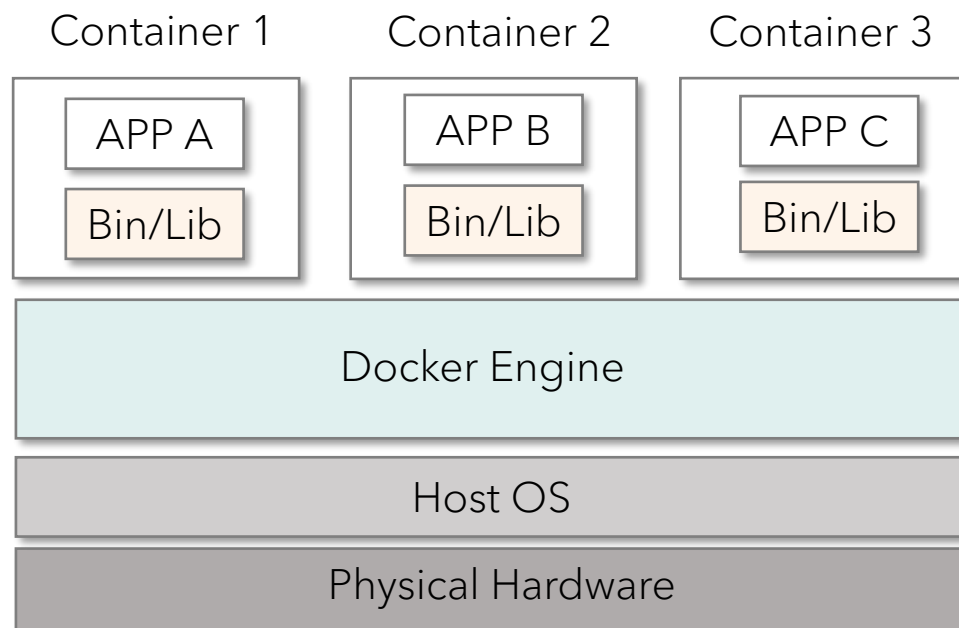 Container 1
Container 2
Container 3
APP A
APP B
APP C
Bin/Lib
Bin/Lib
Bin/Lib
Docker Engine
Host OS
Physical Hardware